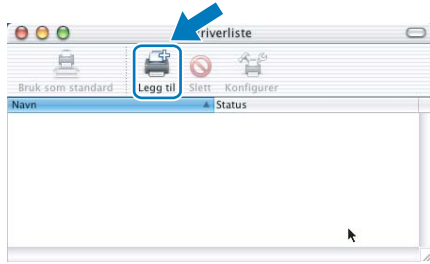 riverliste
Bruk som standard Legg til Slett Konfigurer
Navn Status